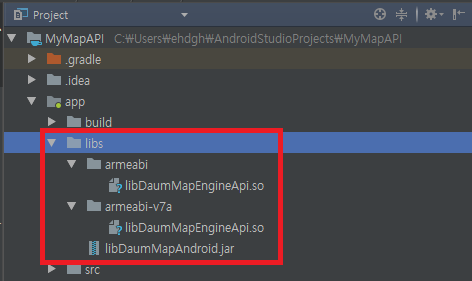 Project
MyMapAPI C:₩Users₩ehdgh₩AndroidStudioProjects₩MyMapAPI
.gradle
.idea
app
build
libs
armeabi
libDaumMapEngineApi.so
armeabi-v7a
libDaumMapEngineApi.so
libDaumMapAndroid.jar
src